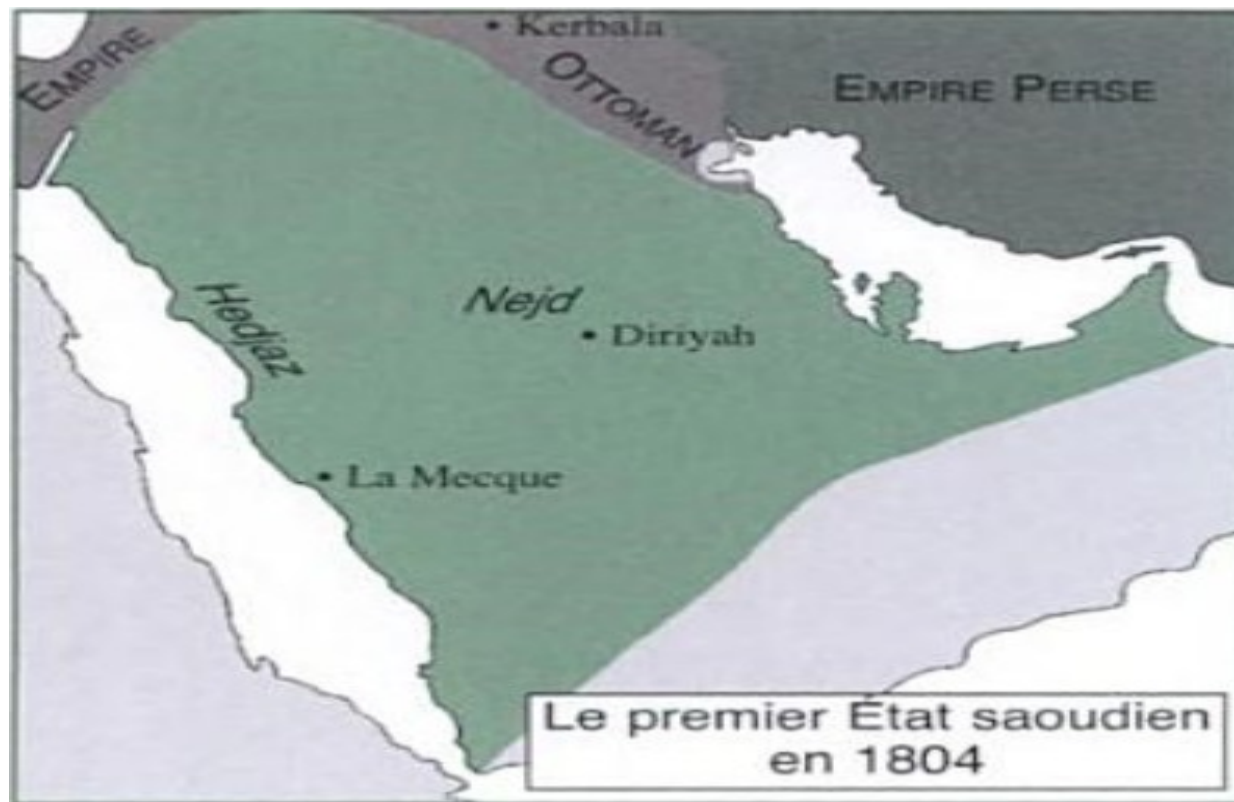 Kerbala
EMPIRE
OTTOMAN
EMPIRE PERSE
Hedjaz
Nejd
Diriyah
La Mecque
Le premier État saoudien
en 1804